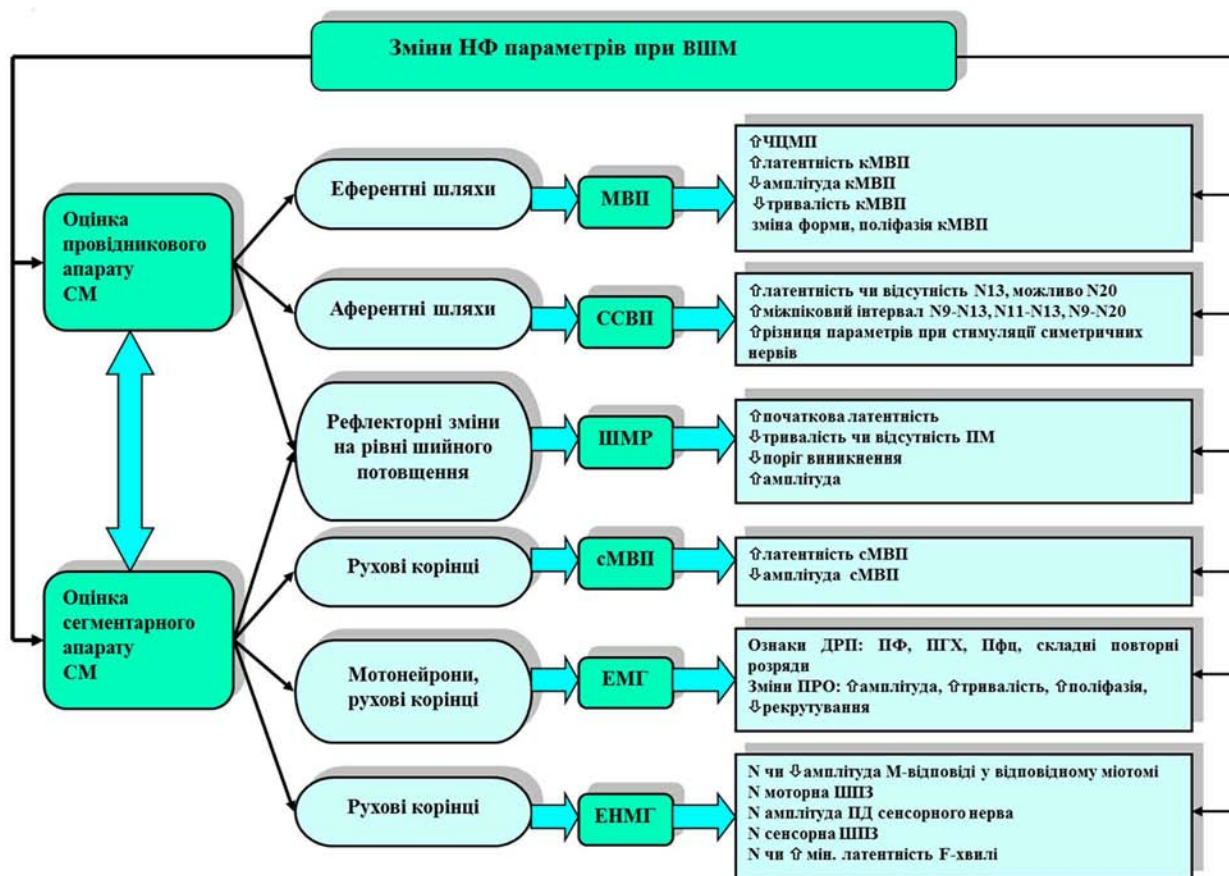 Зміни НФ параметрів при ВШМ
Оцінка
провідникового
апарату
СМ
Оцінка
сегментарного
апарату
СМ
Еферентні шляхи
МВП
⇧ЧЦМП
⇧латентність кМВП
⇩амплітуда кМВП
⇩тривалість кМВП
зміна форми, поліфазія кМВП
Аферентні шляхи
ССВП
⇧латентність чи відсутність N13, можливо N20
⇧міжпіковий інтервал N9-N13, N11-N13, N9-N20
⇧різниця параметрів при стимуляції симетричних
нервів
Рефлекторні зміни
на рівні шийного
потовщення
ШМР
⇧початкова латентність
⇩тривалість чи відсутність ПМ
⇩поріг виникнення
⇧амплітуда
Рухові корінці
сМВП
⇧латентність сМВП
⇩амплітуда сМВП
Мотонейрони,
рухові корінці
ЕМГ
Ознаки ДРП: ПФ, ПГХ, Пфц, складні повторні
розряди
Зміни ПРО: ⇧амплітуда, ⇧тривалість, ⇧поліфазія,
⇩рекрутування
Рухові корінці
ЕНМГ
N чи ⇩амплітуда М-відповіді у відповідному міотомі
N моторна ШПЗ
N амплітуда ПД сенсорного нерва
N сенсорна ШПЗ
N чи ⇧ мін. латентність F-хвилі